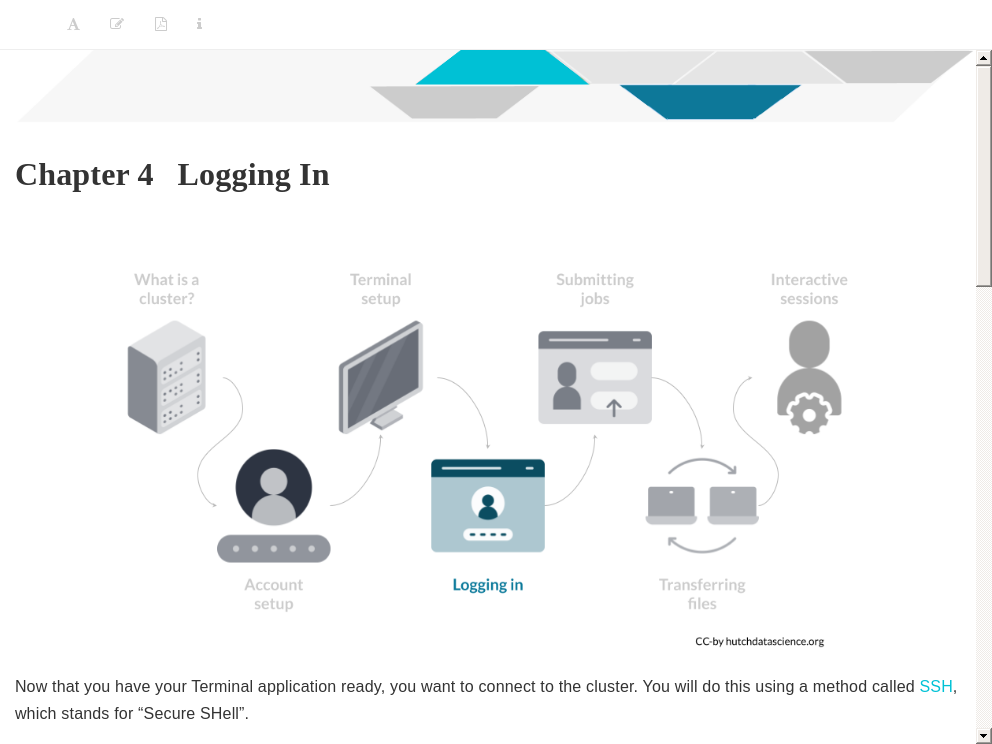 Chapter 4 Logging In
What is a
cluster?
Terminal
setup
Submitting
jobs
Interactive
sessions
Account
setup
Logging in
Transferring
files
CC-by hutchdatascience.org
Now that you have your Terminal application ready, you want to connect to the cluster. You will do this using a method called SSH,
which stands for “Secure SHell”.